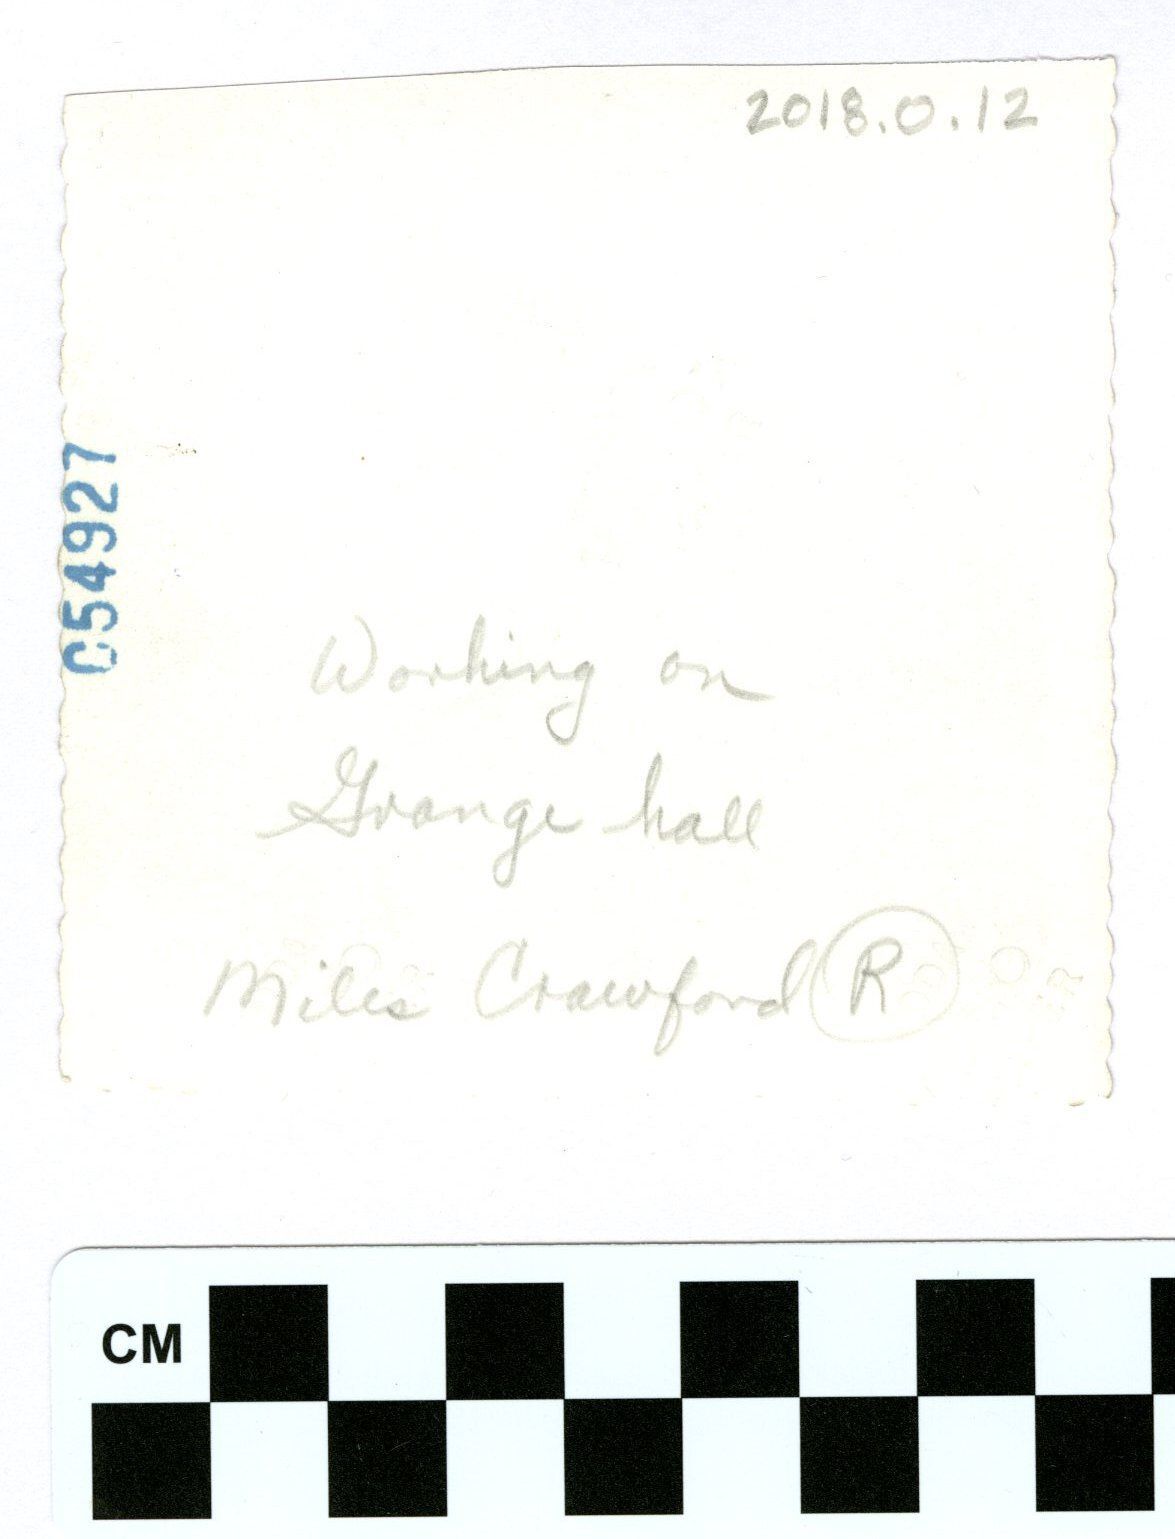 2018.0.12
C54927
Working on
Grange hall
Miles Crawford R
CM